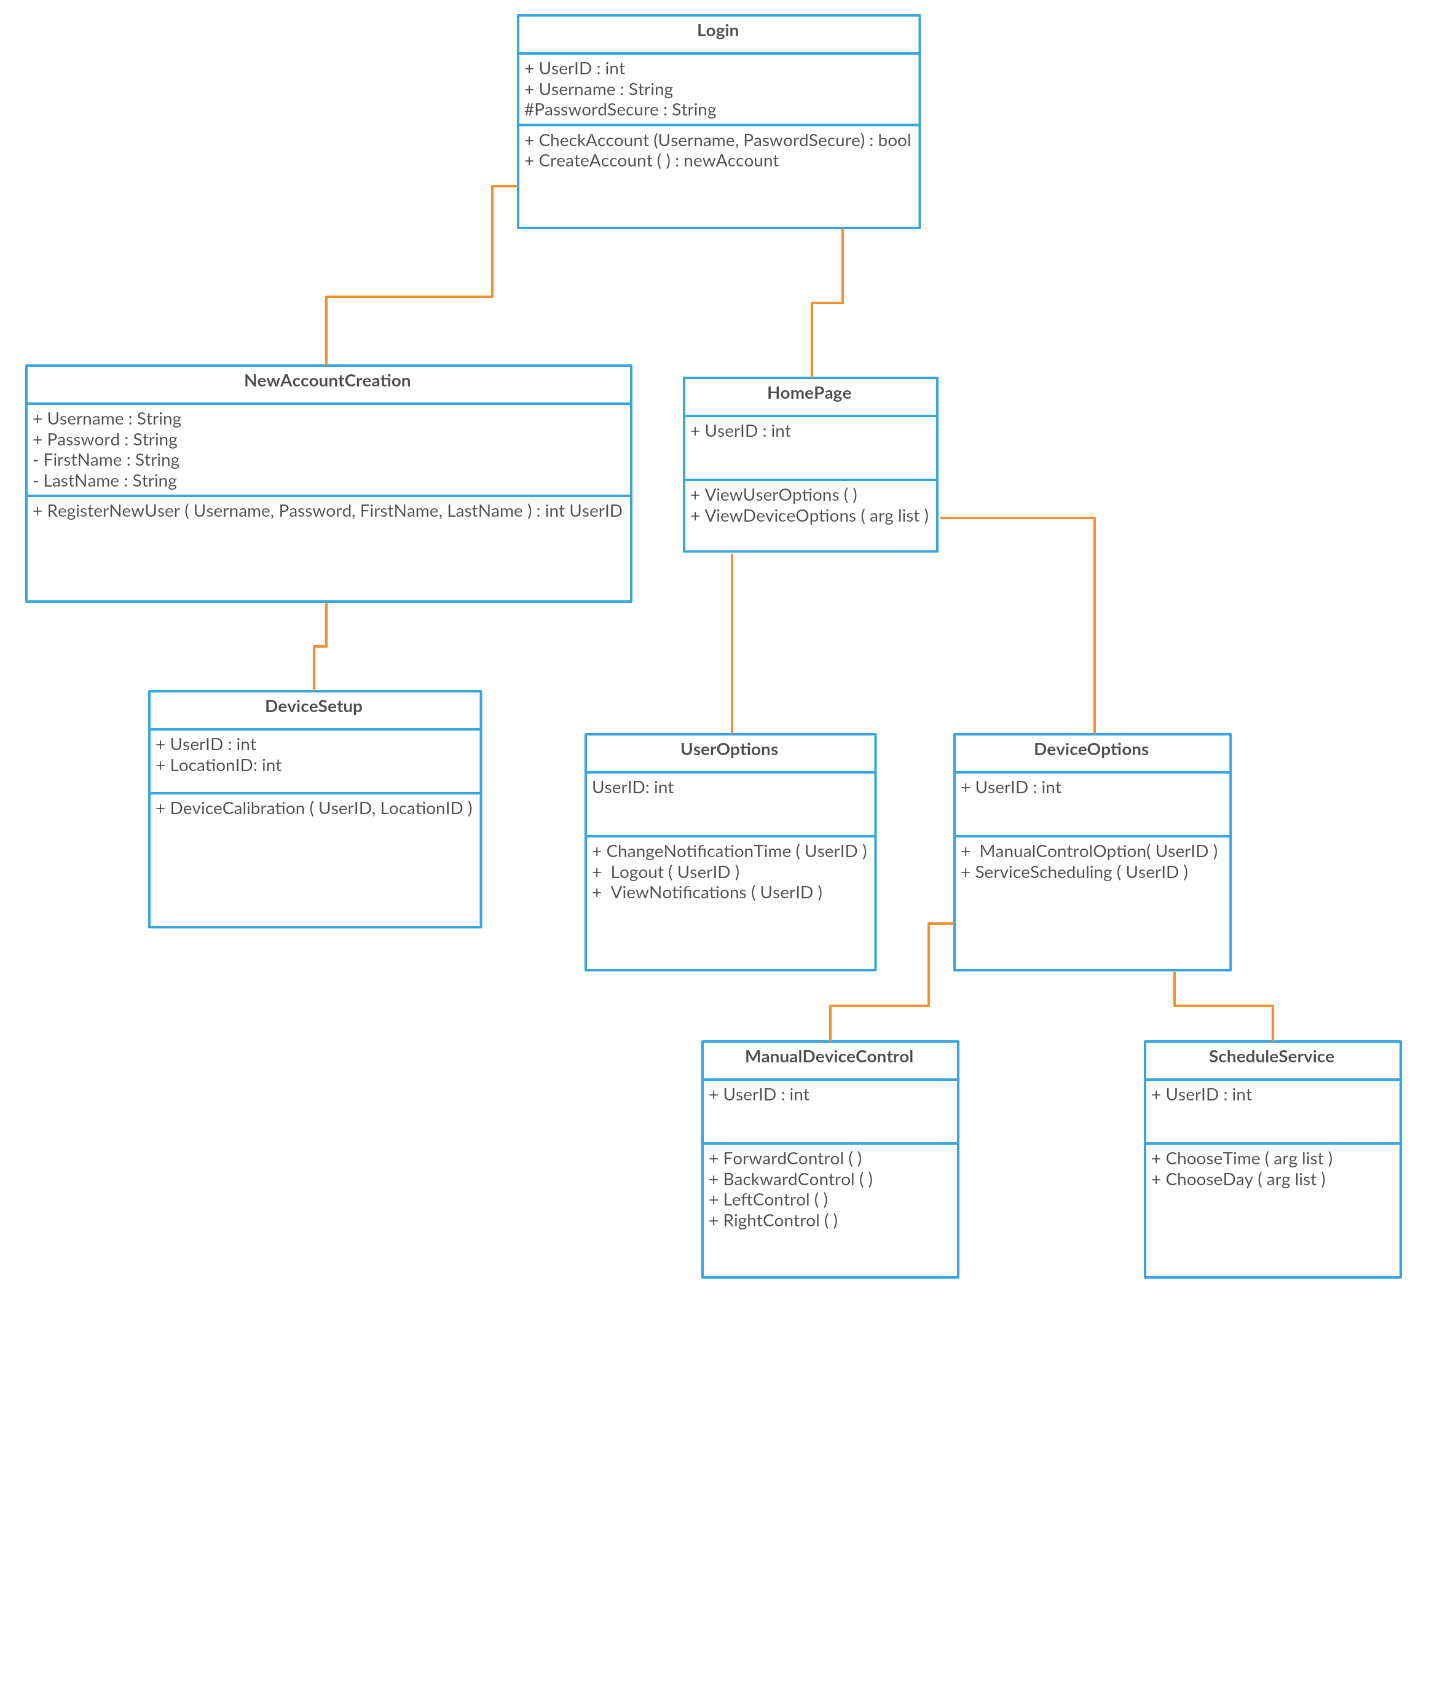 Login
+ UserID : int
+ Username : String
#PasswordSecure : String
+ CheckAccount (Username, PaswordSecure) : bool
+ CreateAccount ( ) : newAccount
NewAccountCreation
+ Username : String
+ Password : String
- FirstName : String
- LastName : String
+ RegisterNewUser ( Username, Password, FirstName, LastName ) : int UserID
HomePage
+ UserID : int
+ ViewUserOptions ( )
+ ViewDeviceOptions ( arg list )
DeviceSetup
+ UserID : int
+ LocationID: int
+ DeviceCalibration ( UserID, LocationID )
UserOptions
UserID: int
+ ChangeNotificationTime ( UserID )
+  Logout ( UserID )
+  ViewNotifications ( UserID )
DeviceOptions
+ UserID : int
+  ManualControlOption( UserID )
+ ServiceScheduling ( UserID )
ManualDeviceControl
+ UserID : int
+ ForwardControl ( )
+ BackwardControl ( )
+ LeftControl ( )
+ RightControl ( )
ScheduleService
+ UserID : int
+ ChooseTime ( arg list )
+ ChooseDay ( arg list )